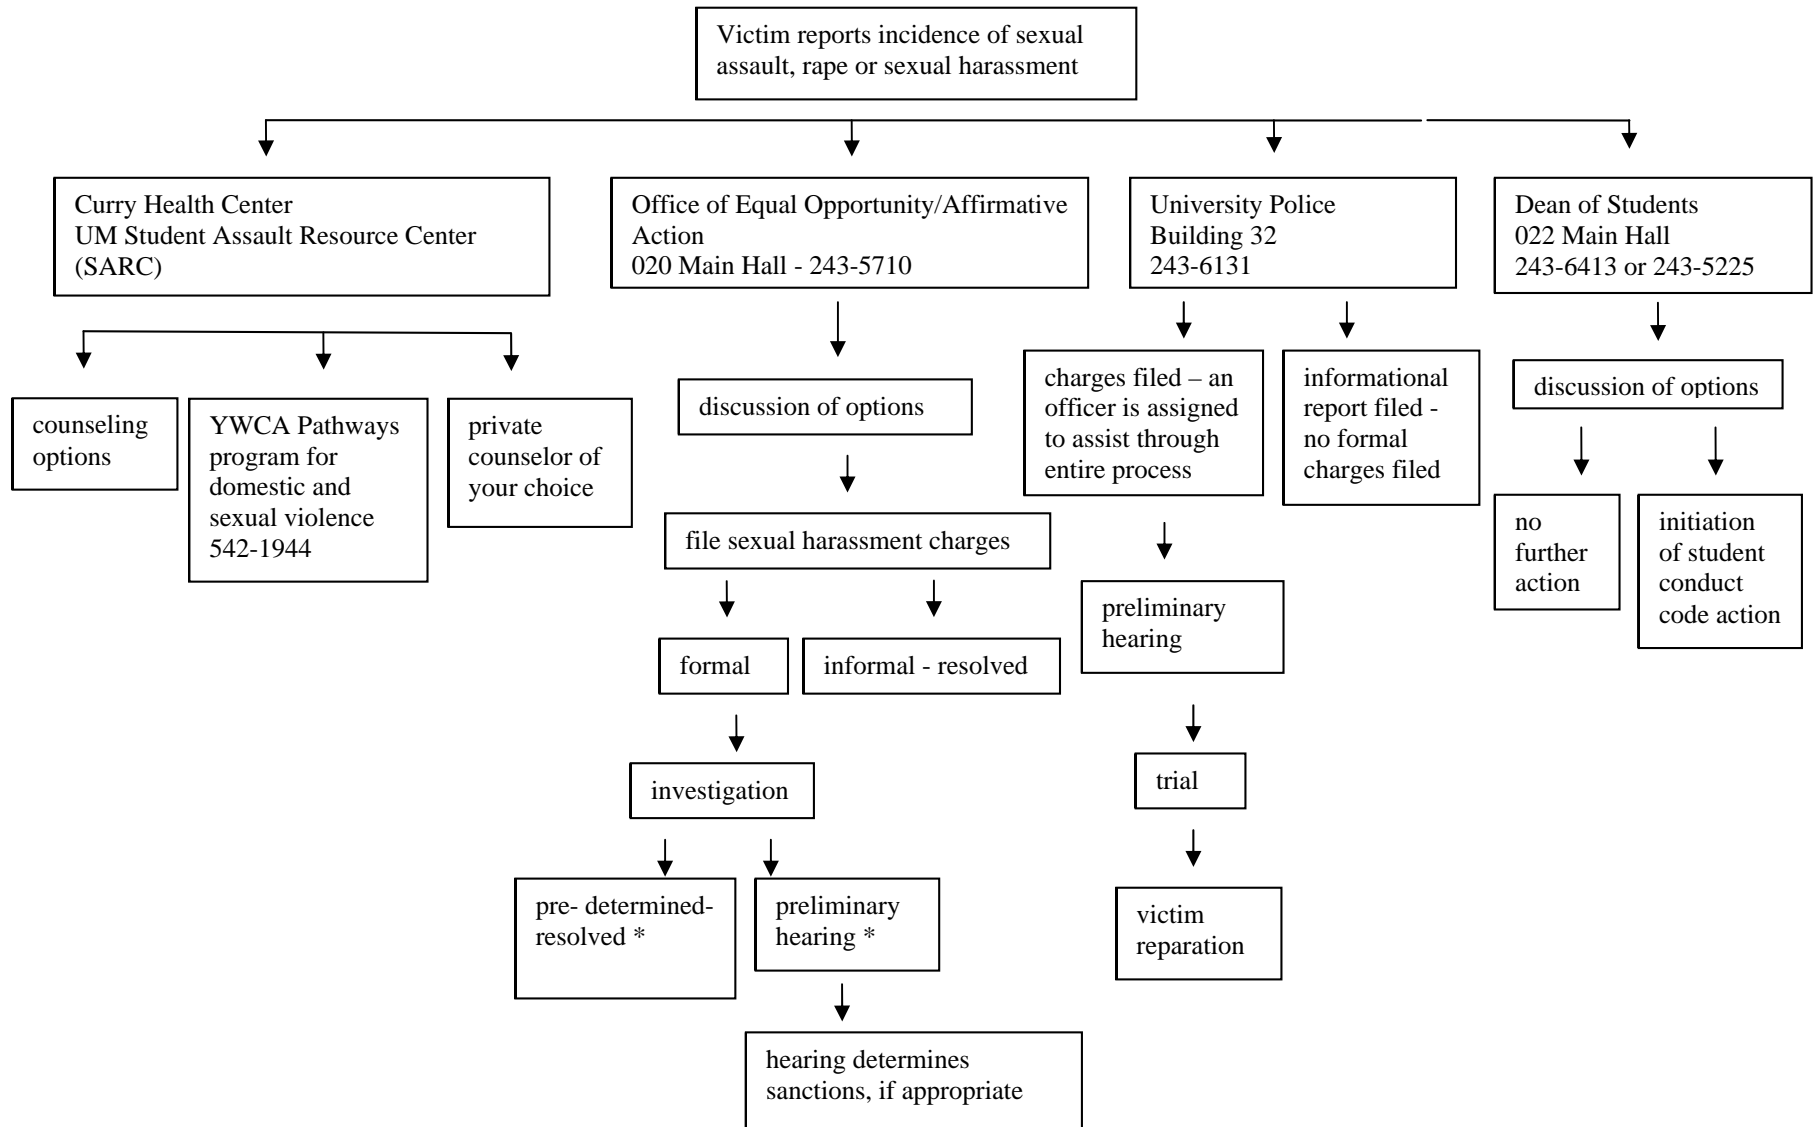 Victim reports incidence of sexual
assault, rape or sexual harassment
Curry Health Center
UM Student Assault Resource Center
(SARC)
Office of Equal Opportunity/Affirmative
Action
020 Main Hall - 243-5710
University Police
Building 32
243-6131
Dean of Students
022 Main Hall
243-6413 or 243-5225
counseling
options
YWCA Pathways
program for
domestic and
sexual violence
542-1944
private
counselor of
your choice
discussion of options
file sexual harassment charges
formal
informal - resolved
investigation
pre- determined-
resolved *
preliminary
hearing *
hearing determines
sanctions, if appropriate
charges filed – an
officer is assigned
to assist through
entire process
informational
report filed -
no formal
charges filed
preliminary
hearing
trial
victim
reparation
discussion of options
no
further
action
initiation
of student
conduct
code action